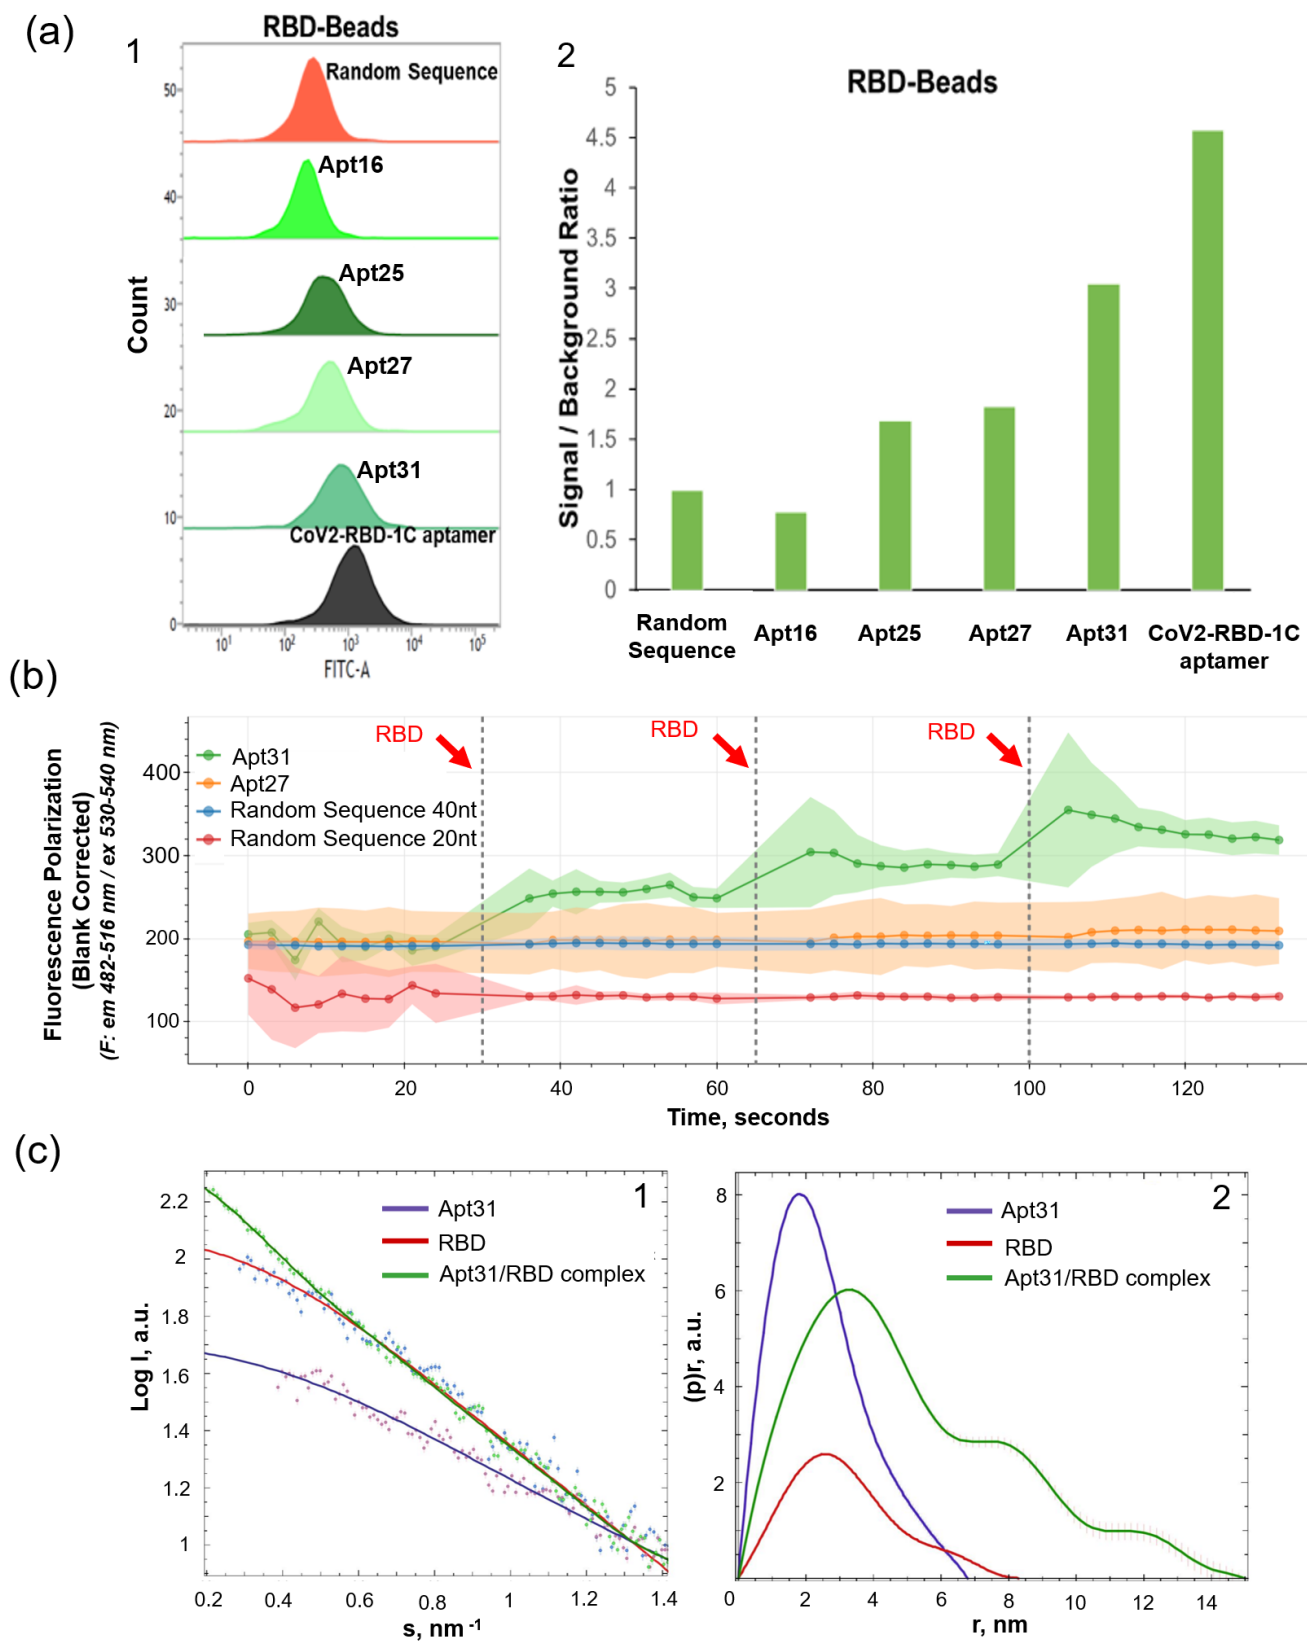 (a)
1
RBD-Beads
Random Sequence
50
Apt16
40
Apt25
30
Apt27
20
Apt31
10
CoV2-RBD-1C aptamer
0
Count
10¹ 10² 10³ 10⁴ 10⁵
FITC-A
2
RBD-Beads
Signal / Background Ratio
5
4.5
4
3.5
3
2.5
2
1.5
1
0.5
0
Random Sequence
Apt16
Apt25
Apt27
Apt31
CoV2-RBD-1C aptamer
(b)
Fluorescence Polarization
(Blank Corrected)
(F: em 482-516 nm / ex 530-540 nm)
400
300
200
100
Apt31
Apt27
Random Sequence 40nt
Random Sequence 20nt
RBD
RBD
RBD
0 20 40 60 80 100 120
Time, seconds
(c)
1
Log I, a.u.
2.2
2
1.8
1.6
1.4
1.2
1
Apt31
RBD
Apt31/RBD complex
0.2 0.4 0.6 0.8 1 1.2 1.4
s, nm⁻¹
2
(p)r, a.u.
8
6
4
2
Apt31
RBD
Apt31/RBD complex
0 2 4 6 8 10 12 14
r, nm